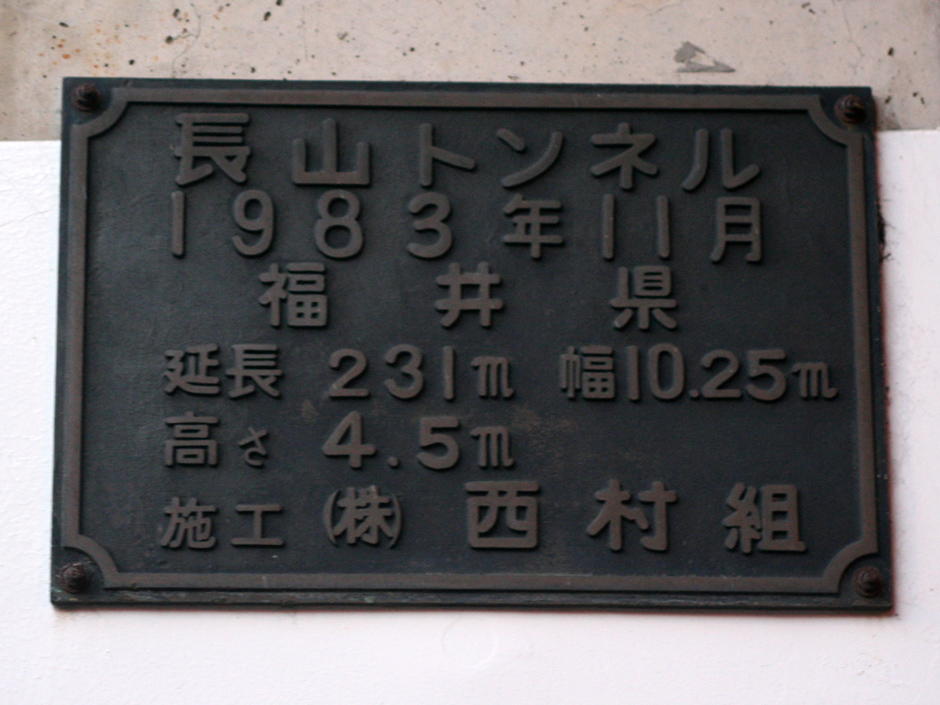 長山トンネル
1983年11月
福井県
延長 231m 幅10.25m
高さ 4.5m
施工 ㈱ 西村組